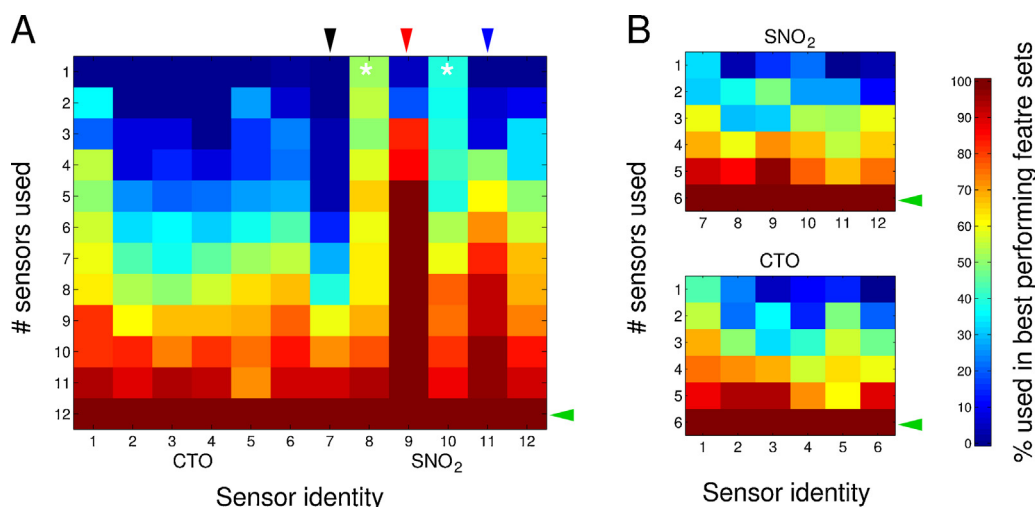 A
# sensors used
1
2
3
4
5
6
7
8
9
10
11
12
* *
1 2 3 4 5 6 7 8 9 10 11 12
CTO SNO2
Sensor identity
B
SNO2
# sensors used
1
2
3
4
5
6
7 8 9 10 11 12
CTO
1
2
3
4
5
6
1 2 3 4 5 6
Sensor identity
100
90
80
70
60
50
40
30
20
10
0
% used in best performing featre sets